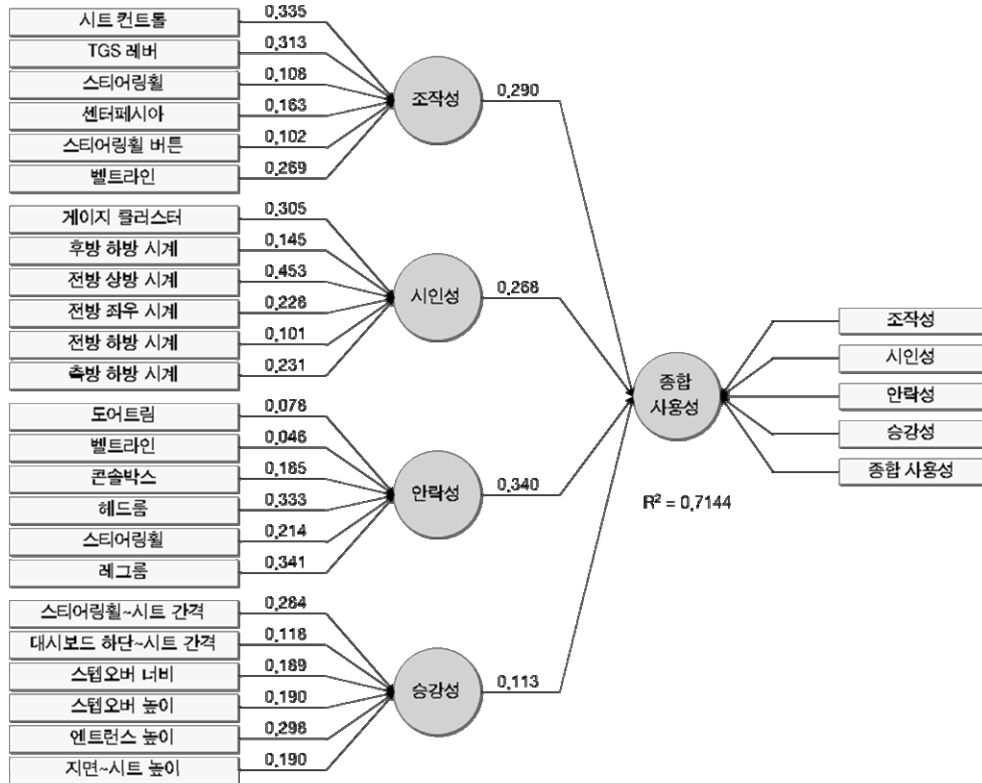 시트 컨트롤 0.335
TGS 레버 0.313
스티어링휠 0.108
센터페시아 0.163
스티어링휠 버튼 0.102
벨트라인 0.269
조작성 0.290
게이지 클러스터 0.305
후방 하방 시계 0.145
전방 상방 시계 0.453
전방 좌우 시계 0.228
전방 하방 시계 0.101
측방 하방 시계 0.231
시인성 0.268
도어트림 0.078
벨트라인 0.046
콘솔박스 0.185
헤드룸 0.333
스티어링휠 0.214
레그룸 0.341
안락성 0.340
스티어링휠~시트 간격 0.264
대시보드 하단~시트 간격 0.118
스텝오버 너비 0.189
스텝오버 높이 0.190
엔트런스 높이 0.298
지면~시트 높이 0.190
승강성 0.113
종합
사용성
R² = 0.7144
조작성
시인성
안락성
승강성
종합 사용성